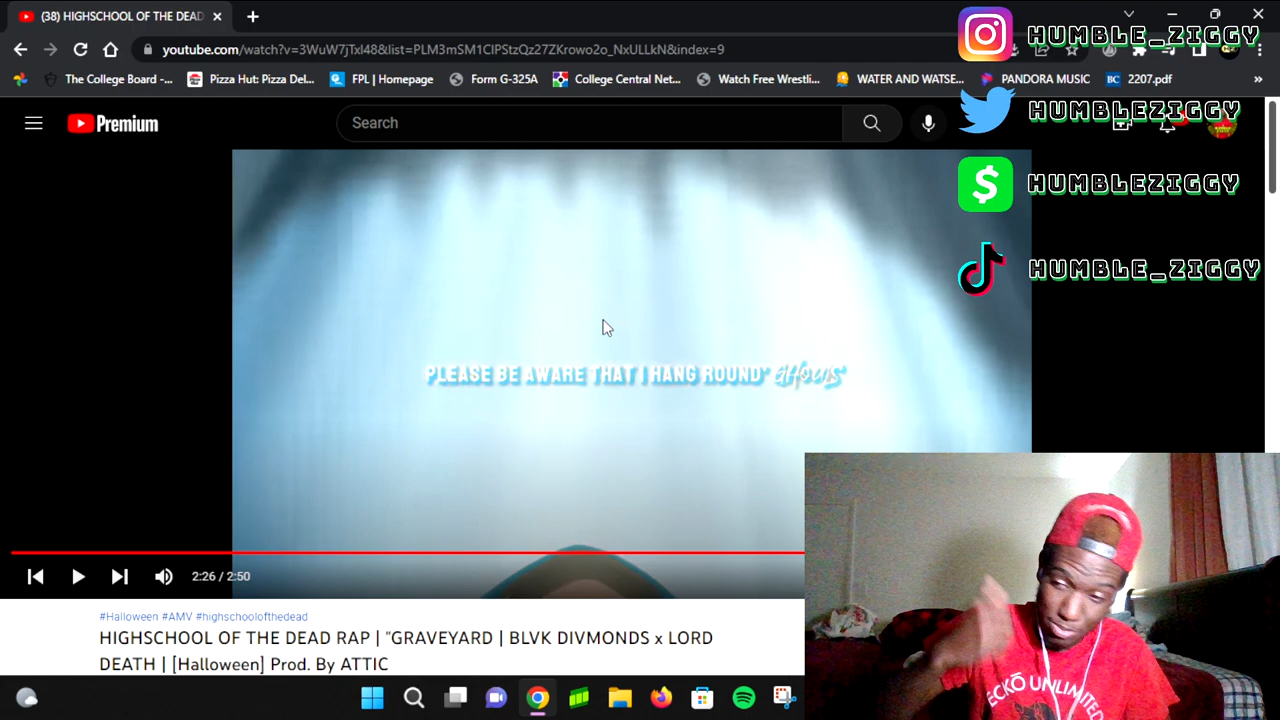 (38) HIGHSCHOOL OF THE DEAD
HUMBLE_ZIGGY
youtube.com/watch?v=3WuW7jTxl48&list=PLM3mSM1CIPStzQz27ZKrowo2o_NxULLkN&index=9
The College Board -...
Pizza Hut: Pizza Del...
FPL | Homepage
Form G-325A
College Central Net...
Watch Free Wrestli...
WATER AND WATSE...
PANDORA MUSIC
BC 2207.pdf
HUMBLEZIGGY
Premium
Search
HUMBLEZIGGY
HUMBLE_ZIGGY
PLEASE BE AWARE THAT I HANG ROUND" GHOULS"
2:26 / 2:50
#Halloween #AMV #highschoolofthedead
HIGHSCHOOL OF THE DEAD RAP | "GRAVEYARD | BLVK DIVMONDS x LORD
DEATH | [Halloween] Prod. By ATTIC
ECKŌ UNLIMITED